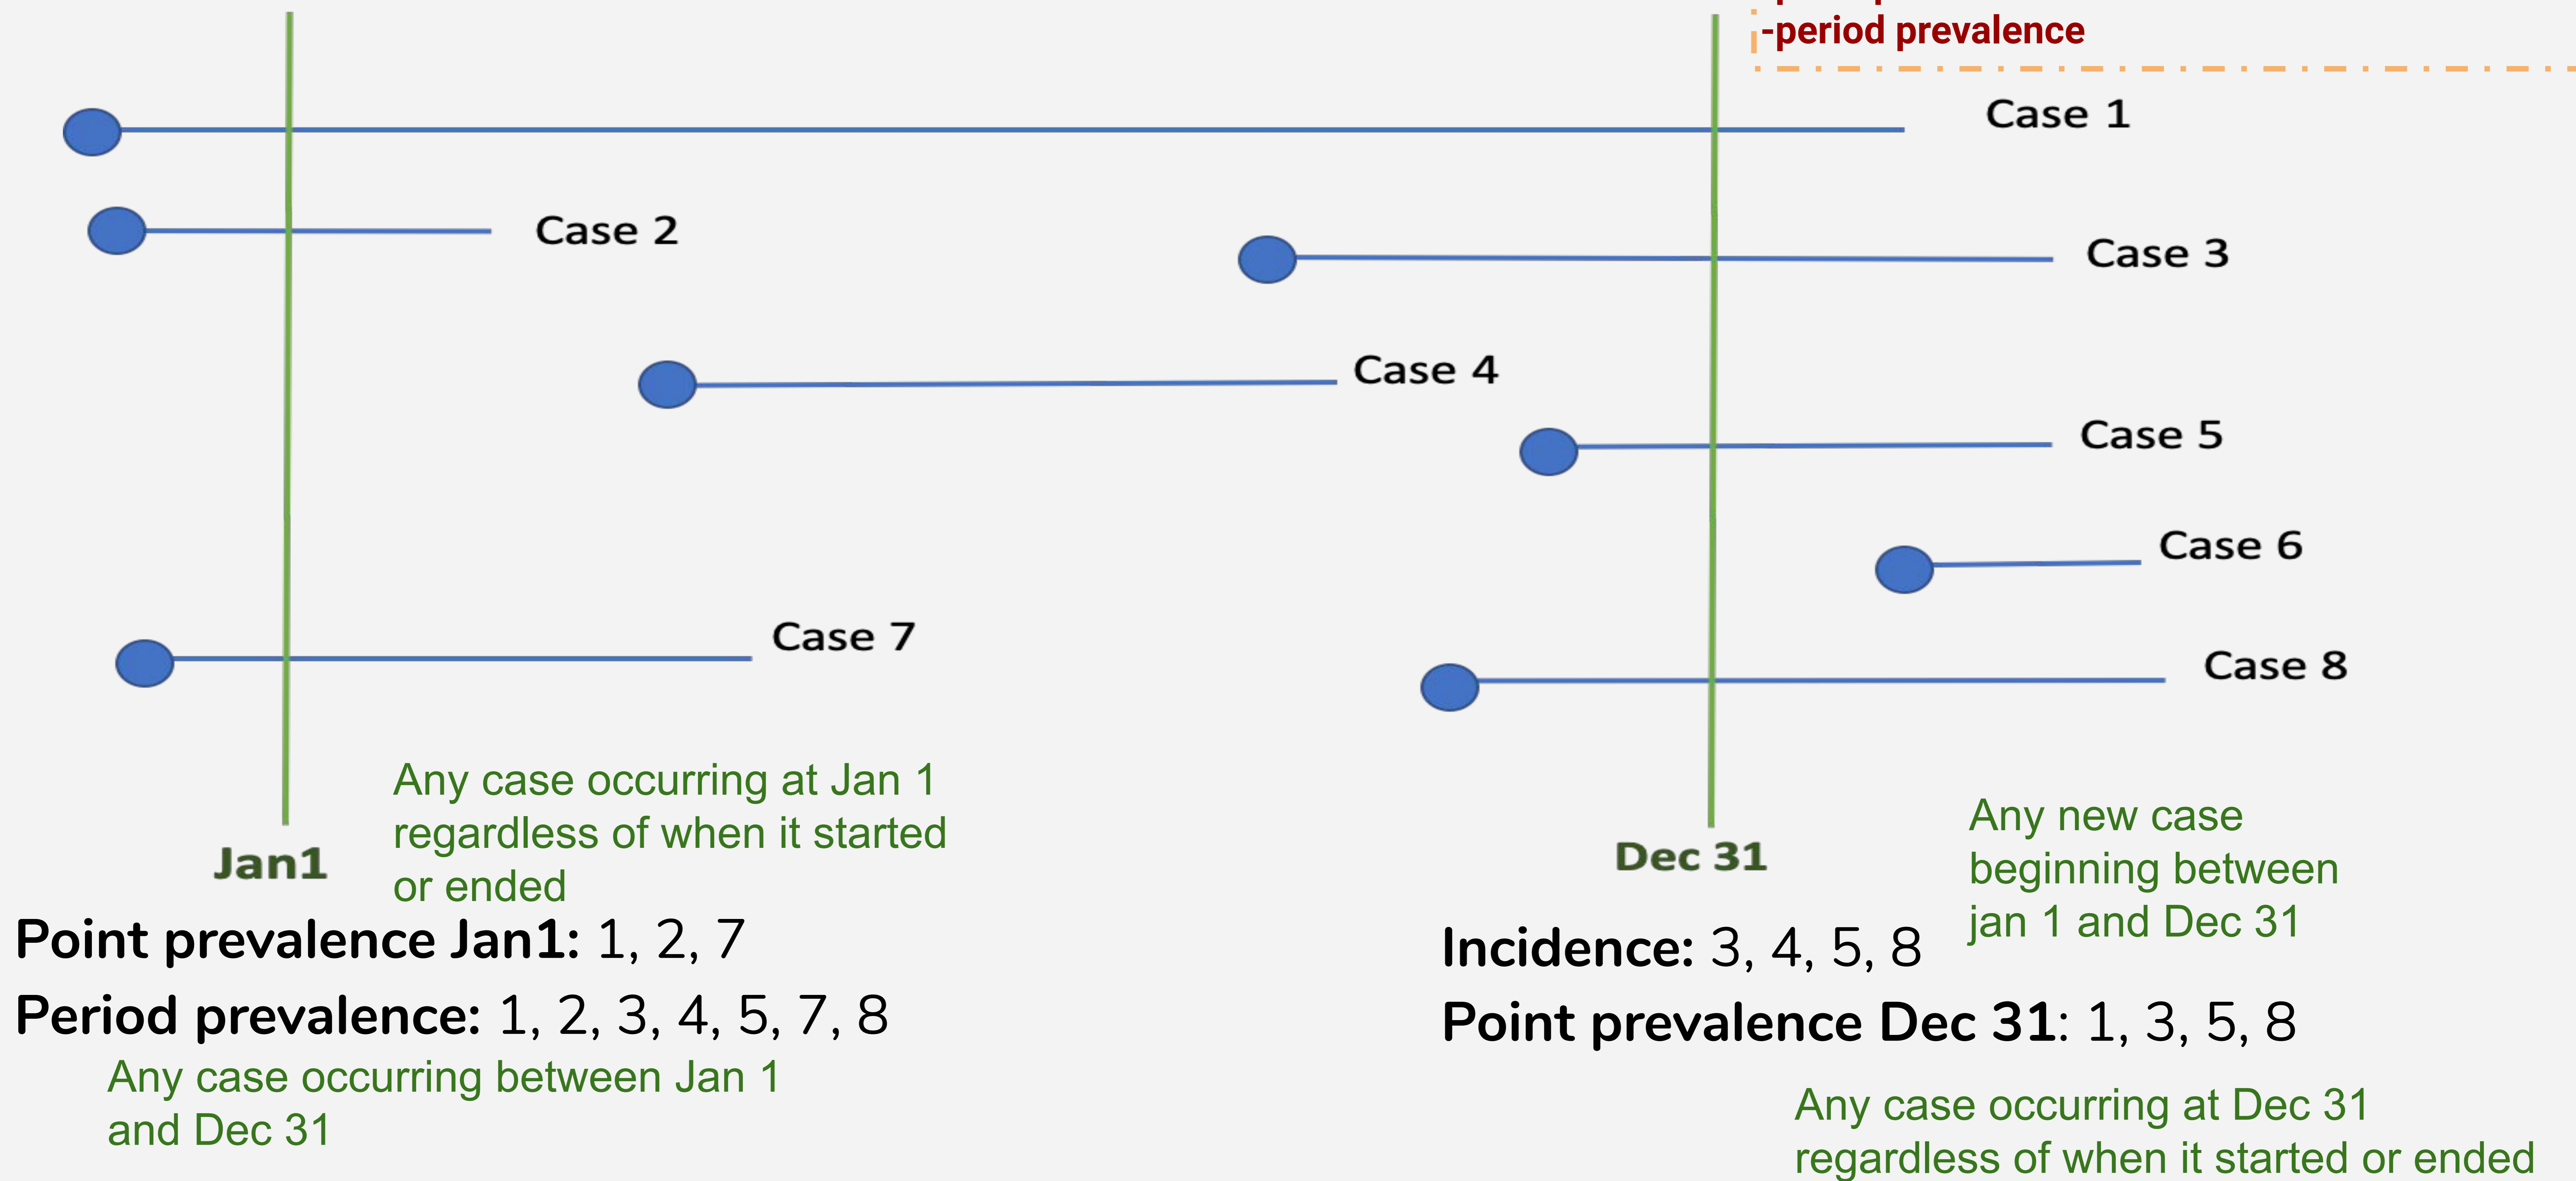 -period prevalence
Case 1
Case 2
Case 3
Case 4
Case 5
Case 6
Case 7
Case 8
Any case occurring at Jan 1
regardless of when it started
or ended
Jan1
Dec 31
Any new case
beginning between
jan 1 and Dec 31
Point prevalence Jan1: 1, 2, 7
Period prevalence: 1, 2, 3, 4, 5, 7, 8
Any case occurring between Jan 1
and Dec 31
Incidence: 3, 4, 5, 8
Point prevalence Dec 31: 1, 3, 5, 8
Any case occurring at Dec 31
regardless of when it started or ended